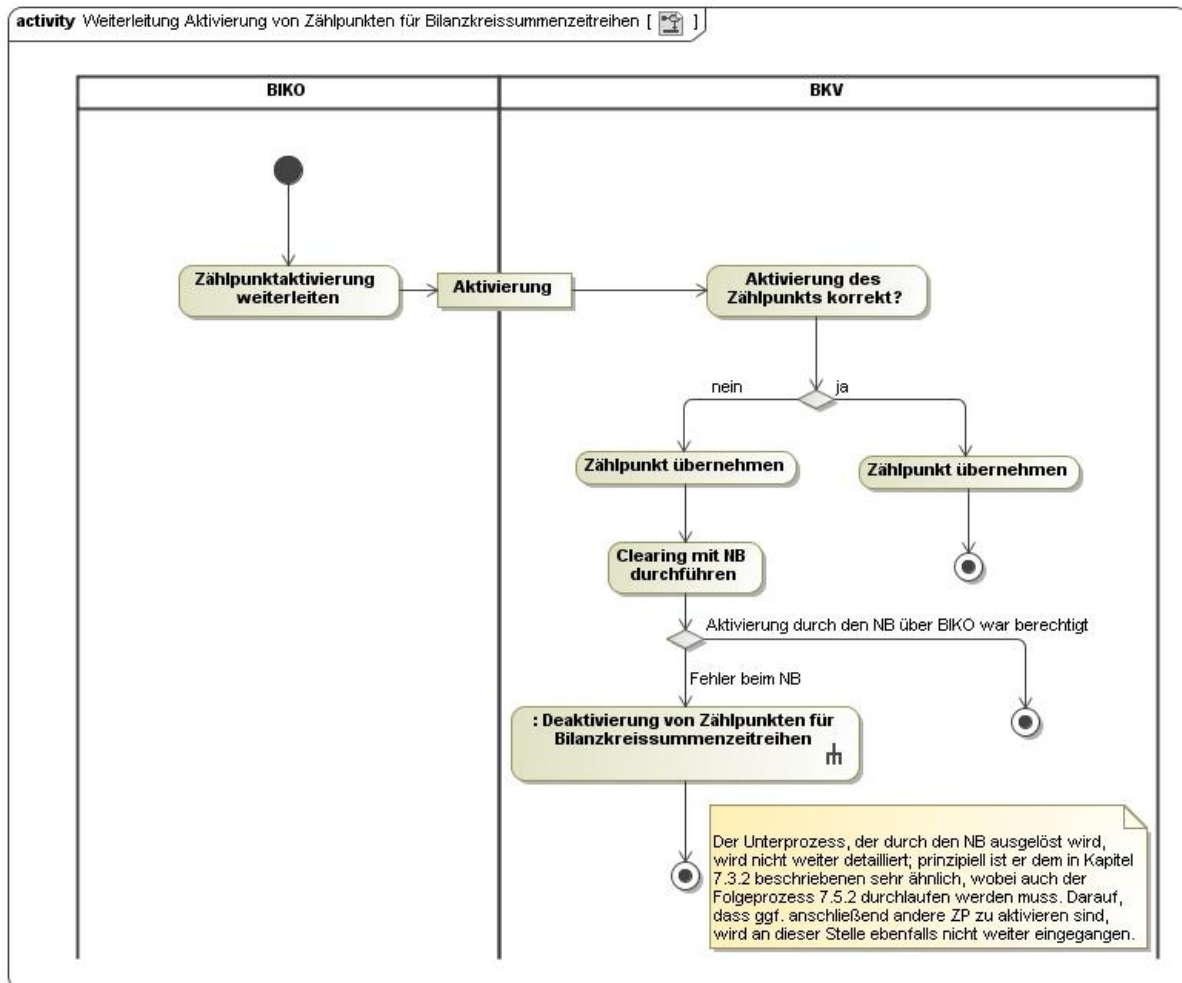 activity Weiterleitung Aktivierung von Zählpunkten für Bilanzkreissummenzeitreihen [ ]
BIKO
BKV
Zählpunktaktivierung
weiterleiten
Aktivierung
Aktivierung des
Zählpunkts korrekt?
nein
ja
Zählpunkt übernehmen
Zählpunkt übernehmen
Clearing mit NB
durchführen
Aktivierung durch den NB über BIKO war berechtigt
Fehler beim NB
: Deaktivierung von Zählpunkten für
Bilanzkreissummenzeitreihen
Der Unterprozess, der durch den NB ausgelöst wird,
wird nicht weiter detailliert; prinzipiell ist er dem in Kapitel
7.3.2 beschriebenen sehr ähnlich, wobei auch der
Folgeprozess 7.5.2 durchlaufen werden muss. Darauf,
dass ggf. anschließend andere ZP zu aktivieren sind,
wird an dieser Stelle ebenfalls nicht weiter eingegangen.